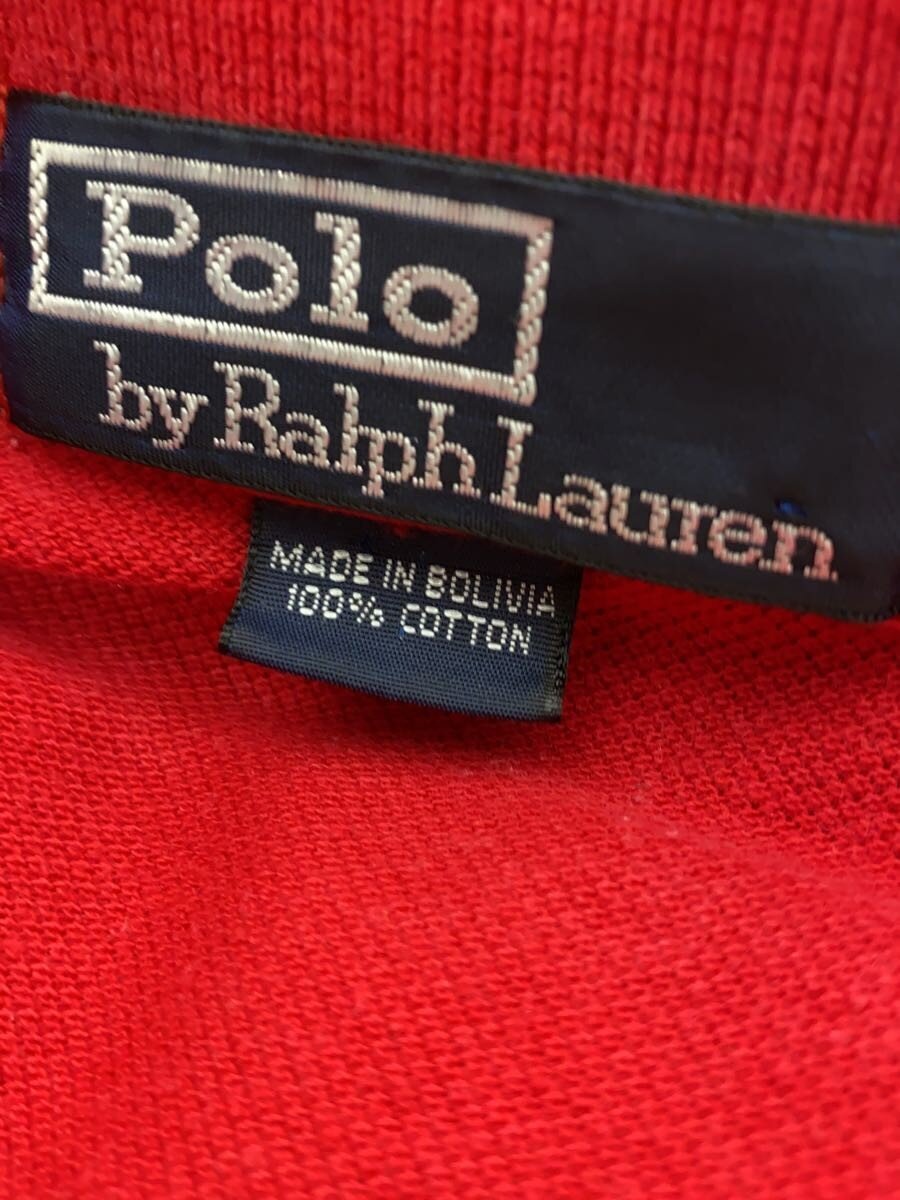 Polo
by Ralph Lauren
MADE IN BOLIVIA
100% COTTON